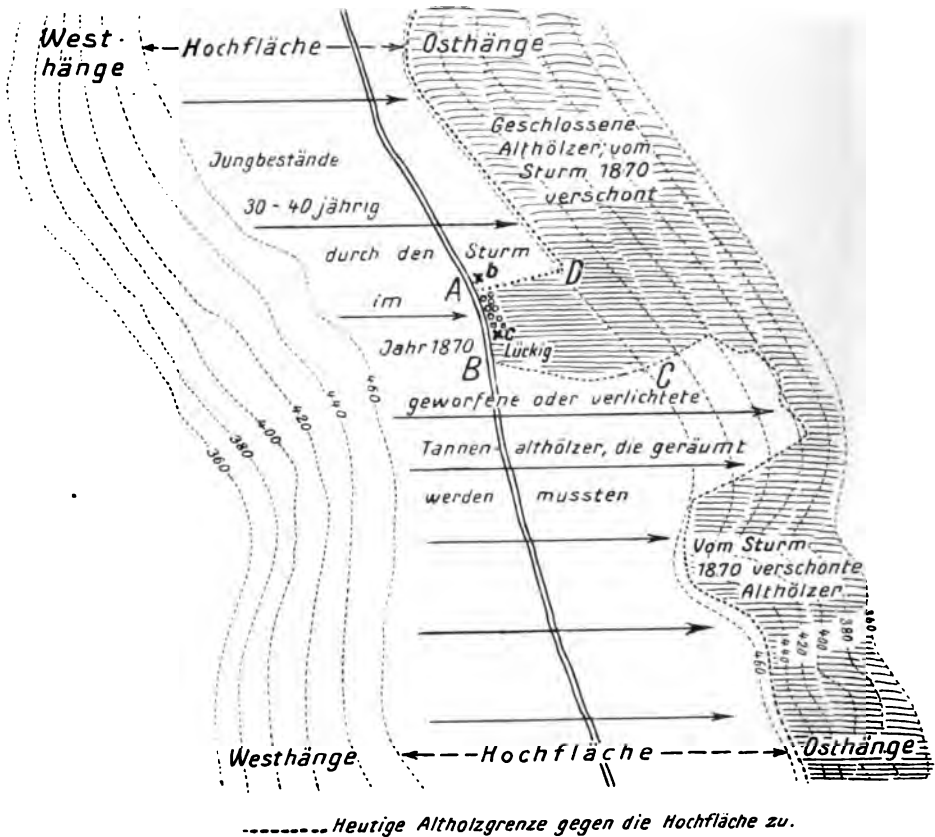 West-
hänge
Hochfläche
Osthänge
Geschlossene
Althölzer, vom
Sturm 1870
verschont
Jungbestände
30-40 jährig
durch den Sturm
b
A
D
im
c
Jahr 1870
Lückig
B
C
geworfene oder verlichtete
Tannen-althölzer, die geräumt
werden mussten
360
380
400
420
440
460
Vom Sturm
1870 verschonte
Althölzer
460
440
420
400
380
360
Westhänge
Hochfläche
Osthänge
Heutige Altholzgrenze gegen die Hochfläche zu.